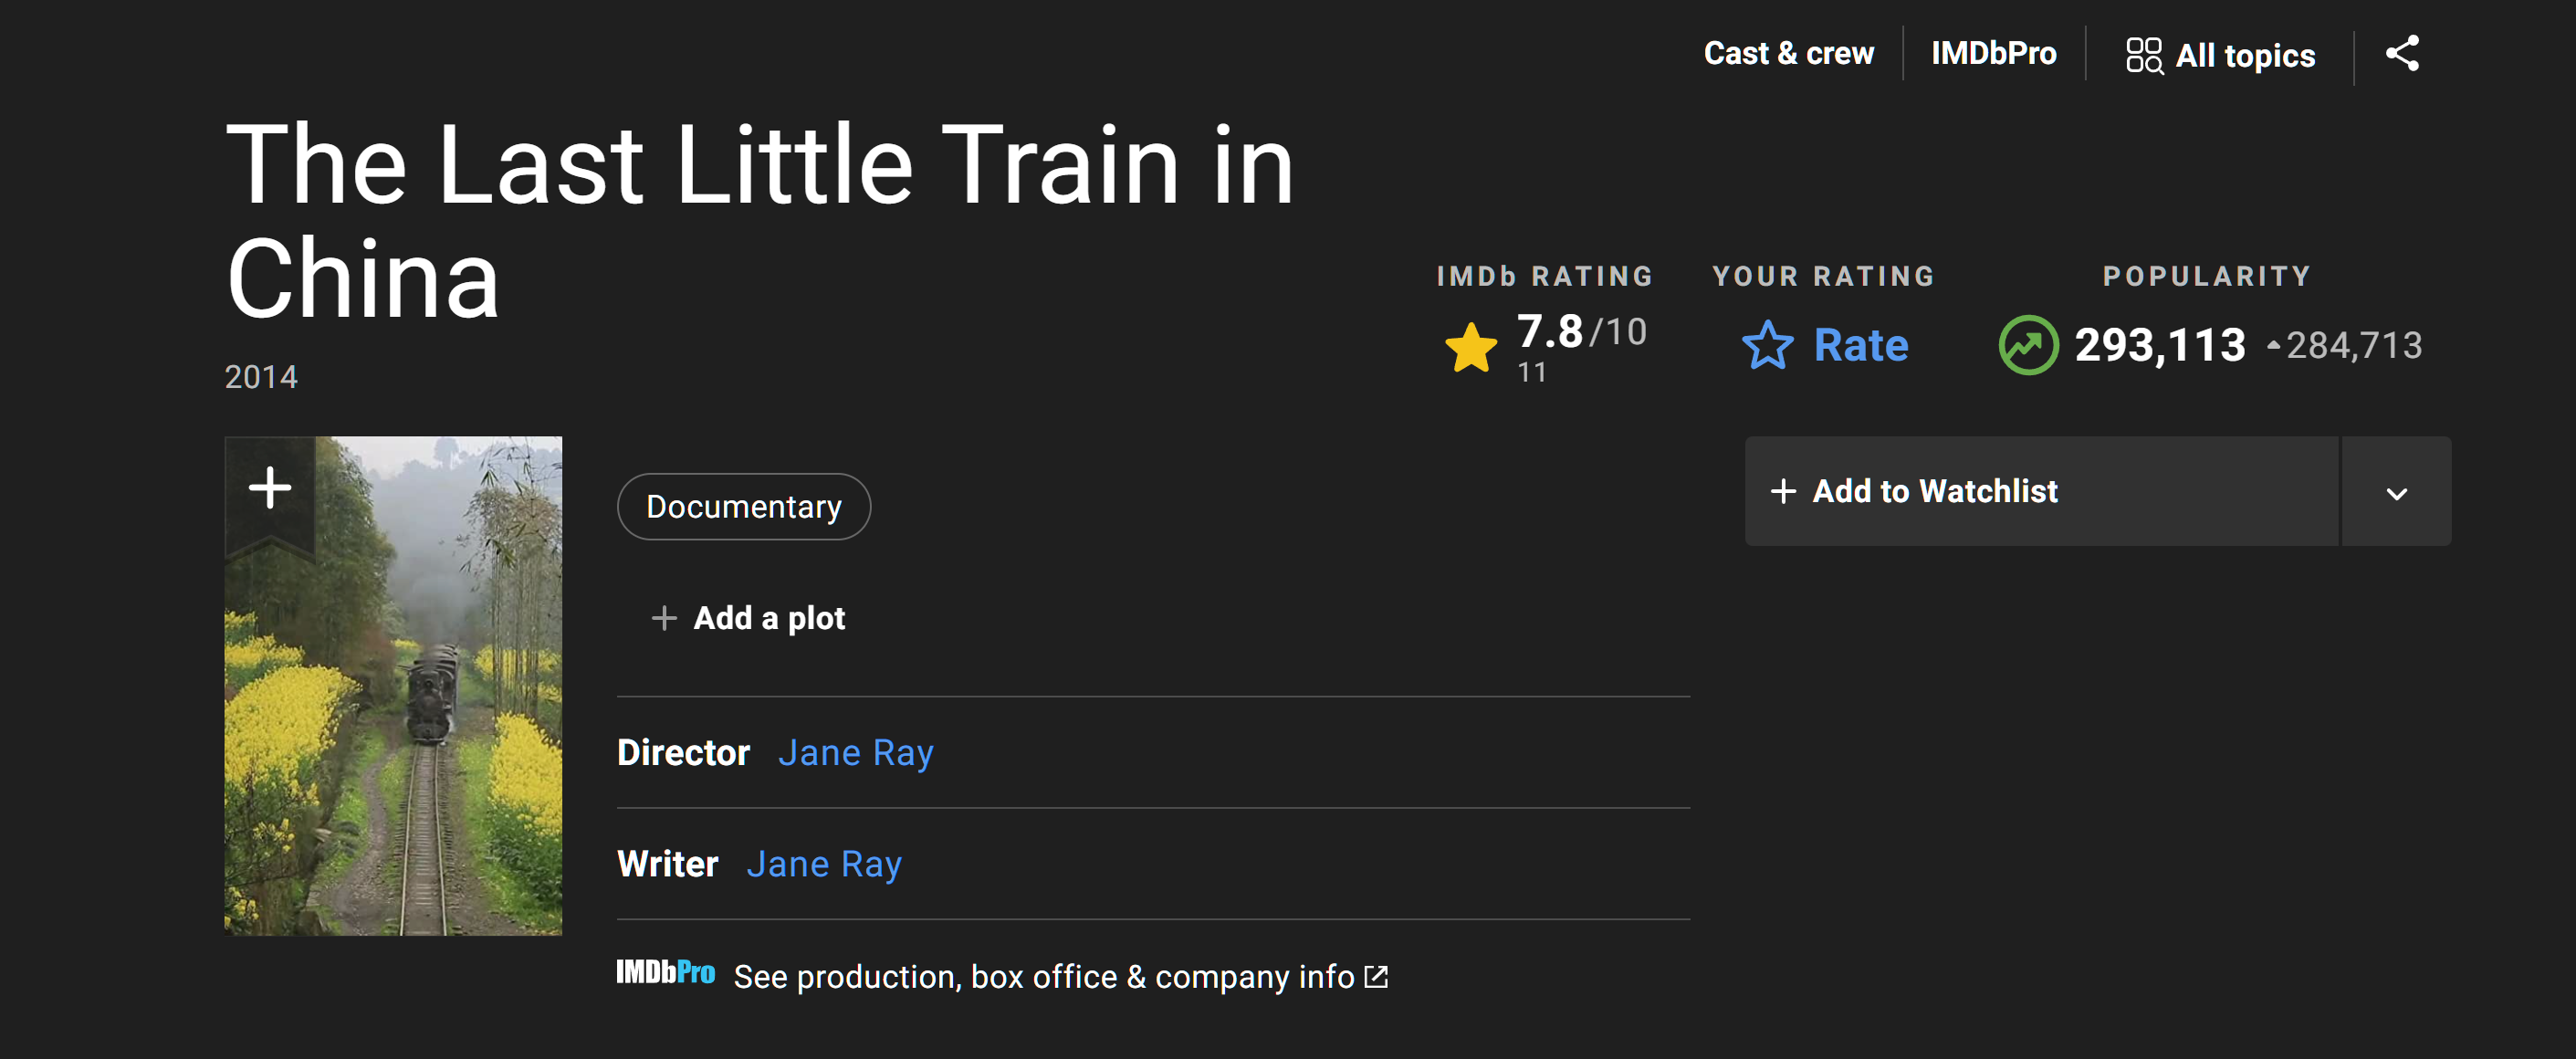 Cast & crew
IMDbPro
All topics
The Last Little Train in
China
2014
IMDb RATING
7.8/10
11
YOUR RATING
Rate
POPULARITY
293,113
284,713
Documentary
Add to Watchlist
Add a plot
Director Jane Ray
Writer Jane Ray
IMDbPro See production, box office & company info